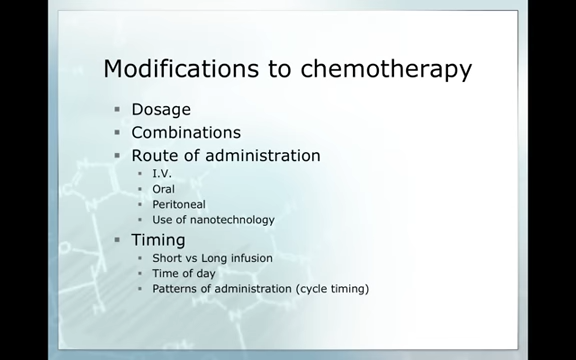 Modifications to chemotherapy
Dosage
Combinations
Route of administration
I.V.
Oral
Peritoneal
Use of nanotechnology
Timing
Short vs Long infusion
Time of day
Patterns of administration (cycle timing)